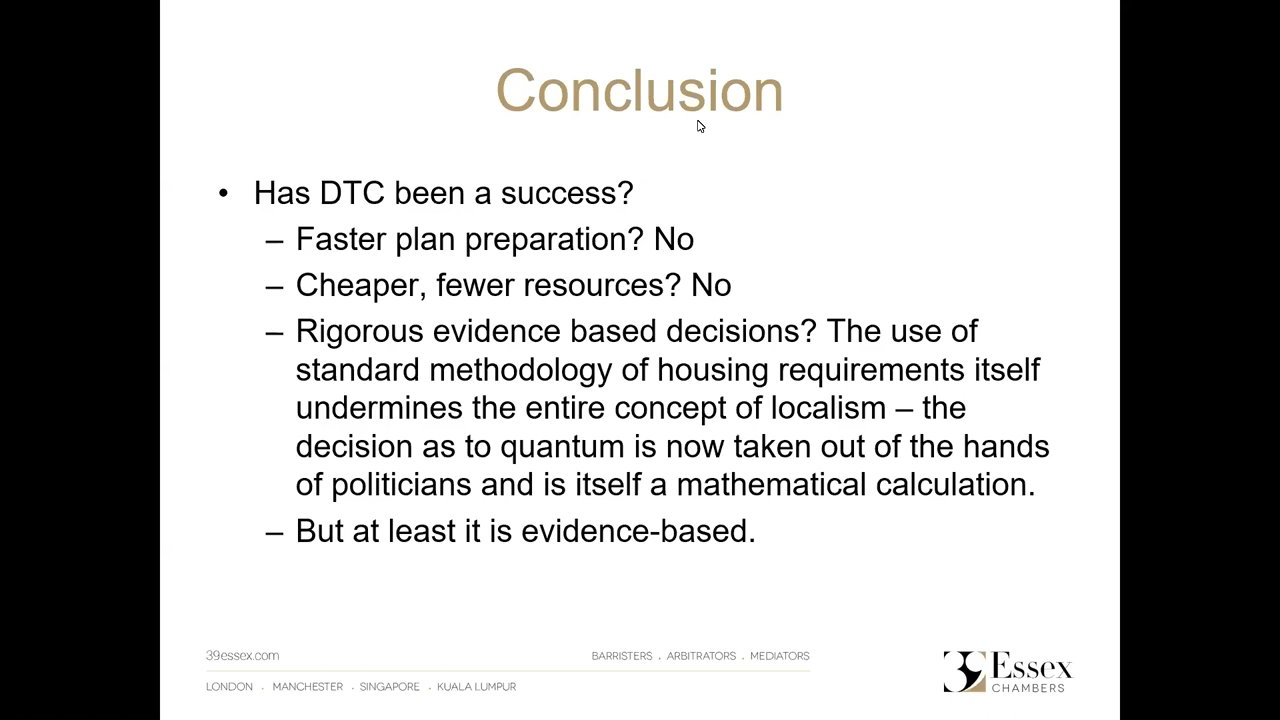 Conclusion
• Has DTC been a success?
– Faster plan preparation? No
– Cheaper, fewer resources? No
– Rigorous evidence based decisions? The use of
standard methodology of housing requirements itself
undermines the entire concept of localism – the
decision as to quantum is now taken out of the hands
of politicians and is itself a mathematical calculation.
– But at least it is evidence-based.
39essex.com
BARRISTERS . ARBITRATORS . MEDIATORS
LONDON . MANCHESTER . SINGAPORE . KUALA LUMPUR
39 Essex
CHAMBERS